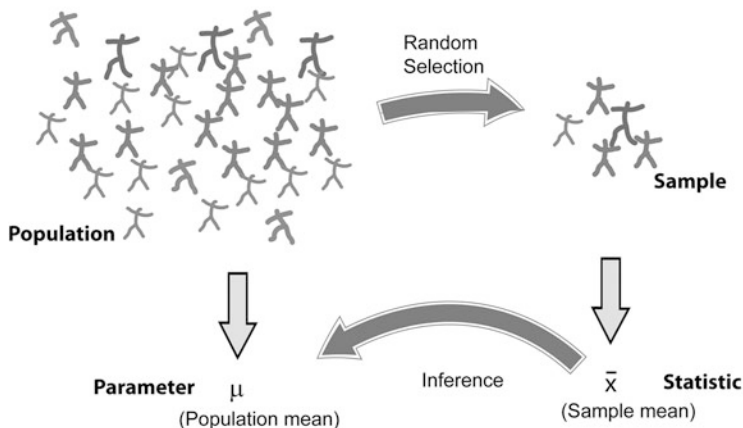 Random
Selection
Sample
Population
Inference
Parameter μ
(Population mean)
x̄ Statistic
(Sample mean)